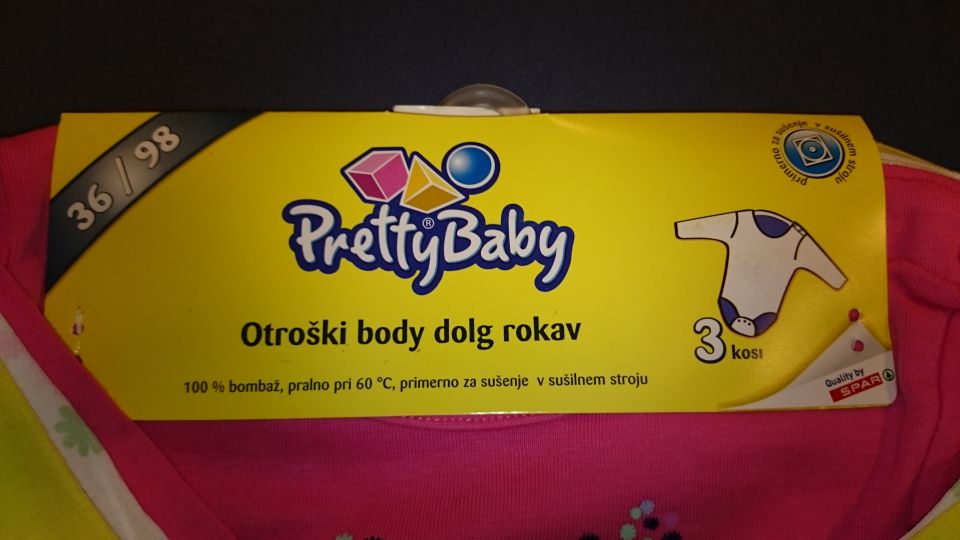 36 / 98
primerno za sušenje v sušilnem stroju
PrettyBaby®
Otroški body dolg rokav
3 kosi
100 % bombaž, pralno pri 60 °C, primerno za sušenje v sušilnem stroju
Quality by
SPAR